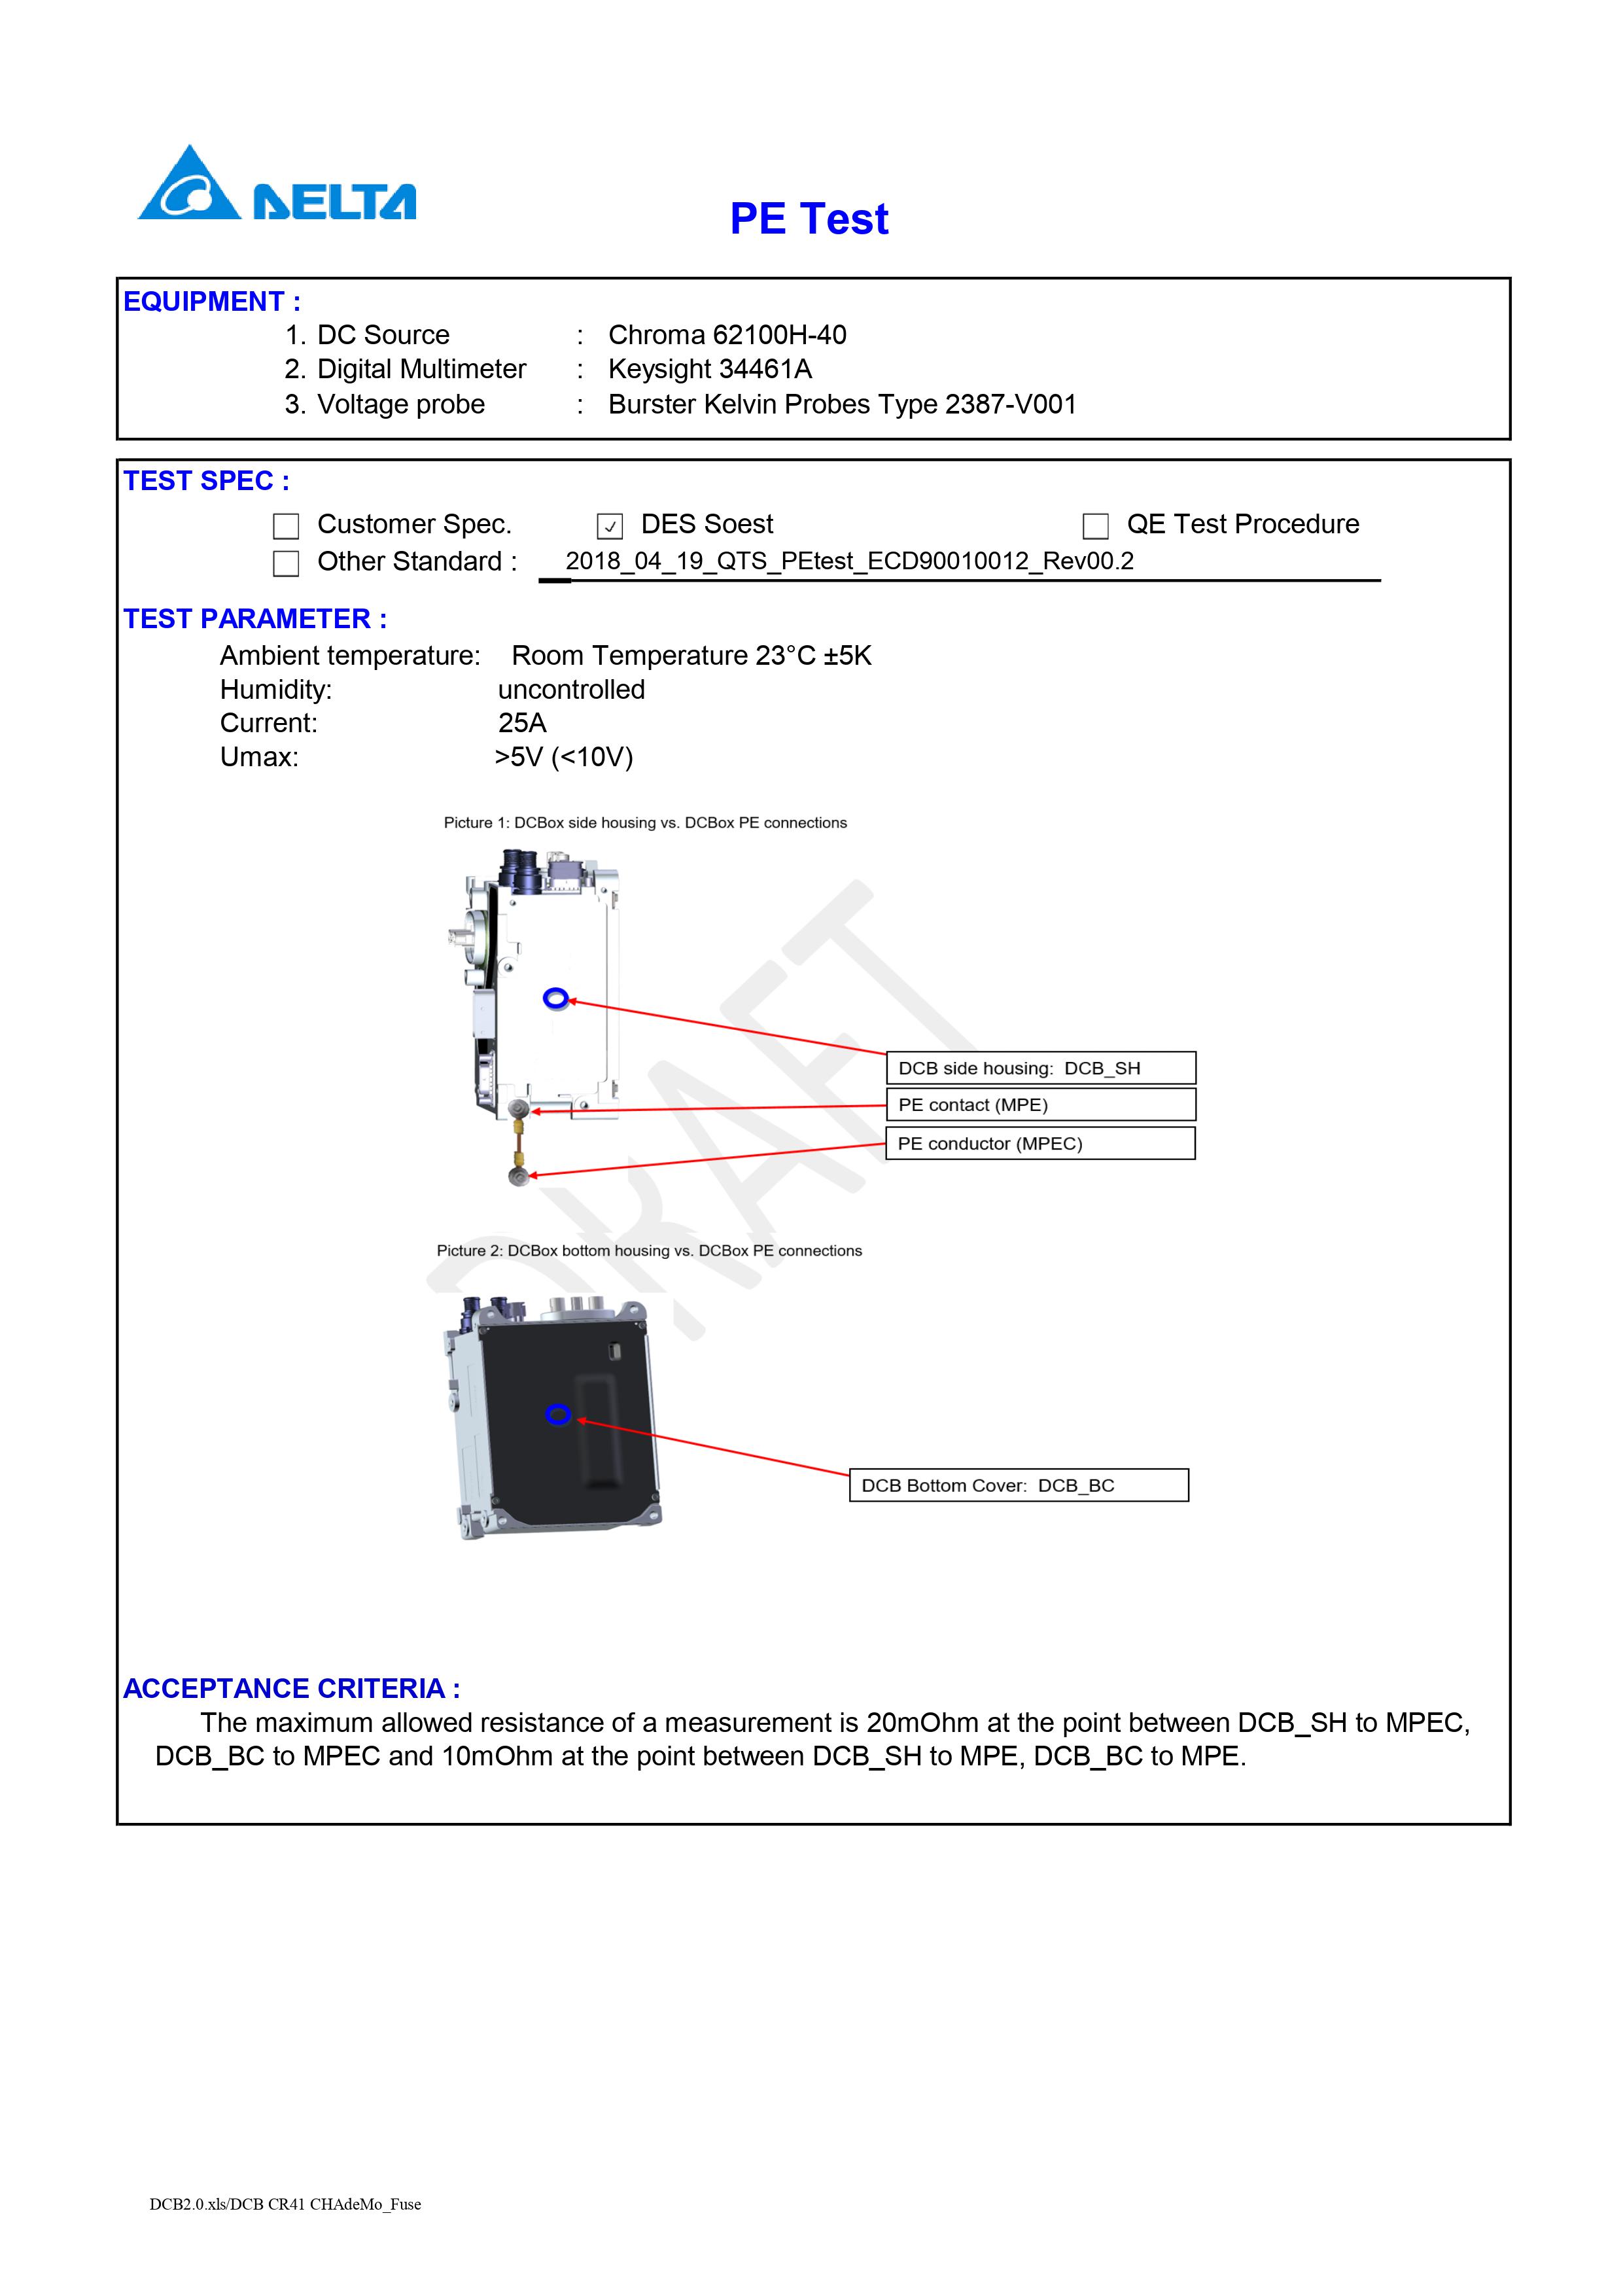 DELTA
PE Test
EQUIPMENT :
1. DC Source : Chroma 62100H-40
2. Digital Multimeter : Keysight 34461A
3. Voltage probe : Burster Kelvin Probes Type 2387-V001
TEST SPEC :
Customer Spec. ✓ DES Soest QE Test Procedure
Other Standard : 2018_04_19_QTS_PEtest_ECD90010012_Rev00.2
TEST PARAMETER :
Ambient temperature: Room Temperature 23°C ±5K
Humidity: uncontrolled
Current: 25A
Umax: >5V (<10V)
Picture 1: DCBox side housing vs. DCBox PE connections
DCB side housing: DCB_SH
PE contact (MPE)
PE conductor (MPEC)
DRAFT
Picture 2: DCBox bottom housing vs. DCBox PE connections
DCB Bottom Cover: DCB_BC
ACCEPTANCE CRITERIA :
The maximum allowed resistance of a measurement is 20mOhm at the point between DCB_SH to MPEC,
DCB_BC to MPEC and 10mOhm at the point between DCB_SH to MPE, DCB_BC to MPE.
DCB2.0.xls/DCB CR41 CHAdeMo_Fuse